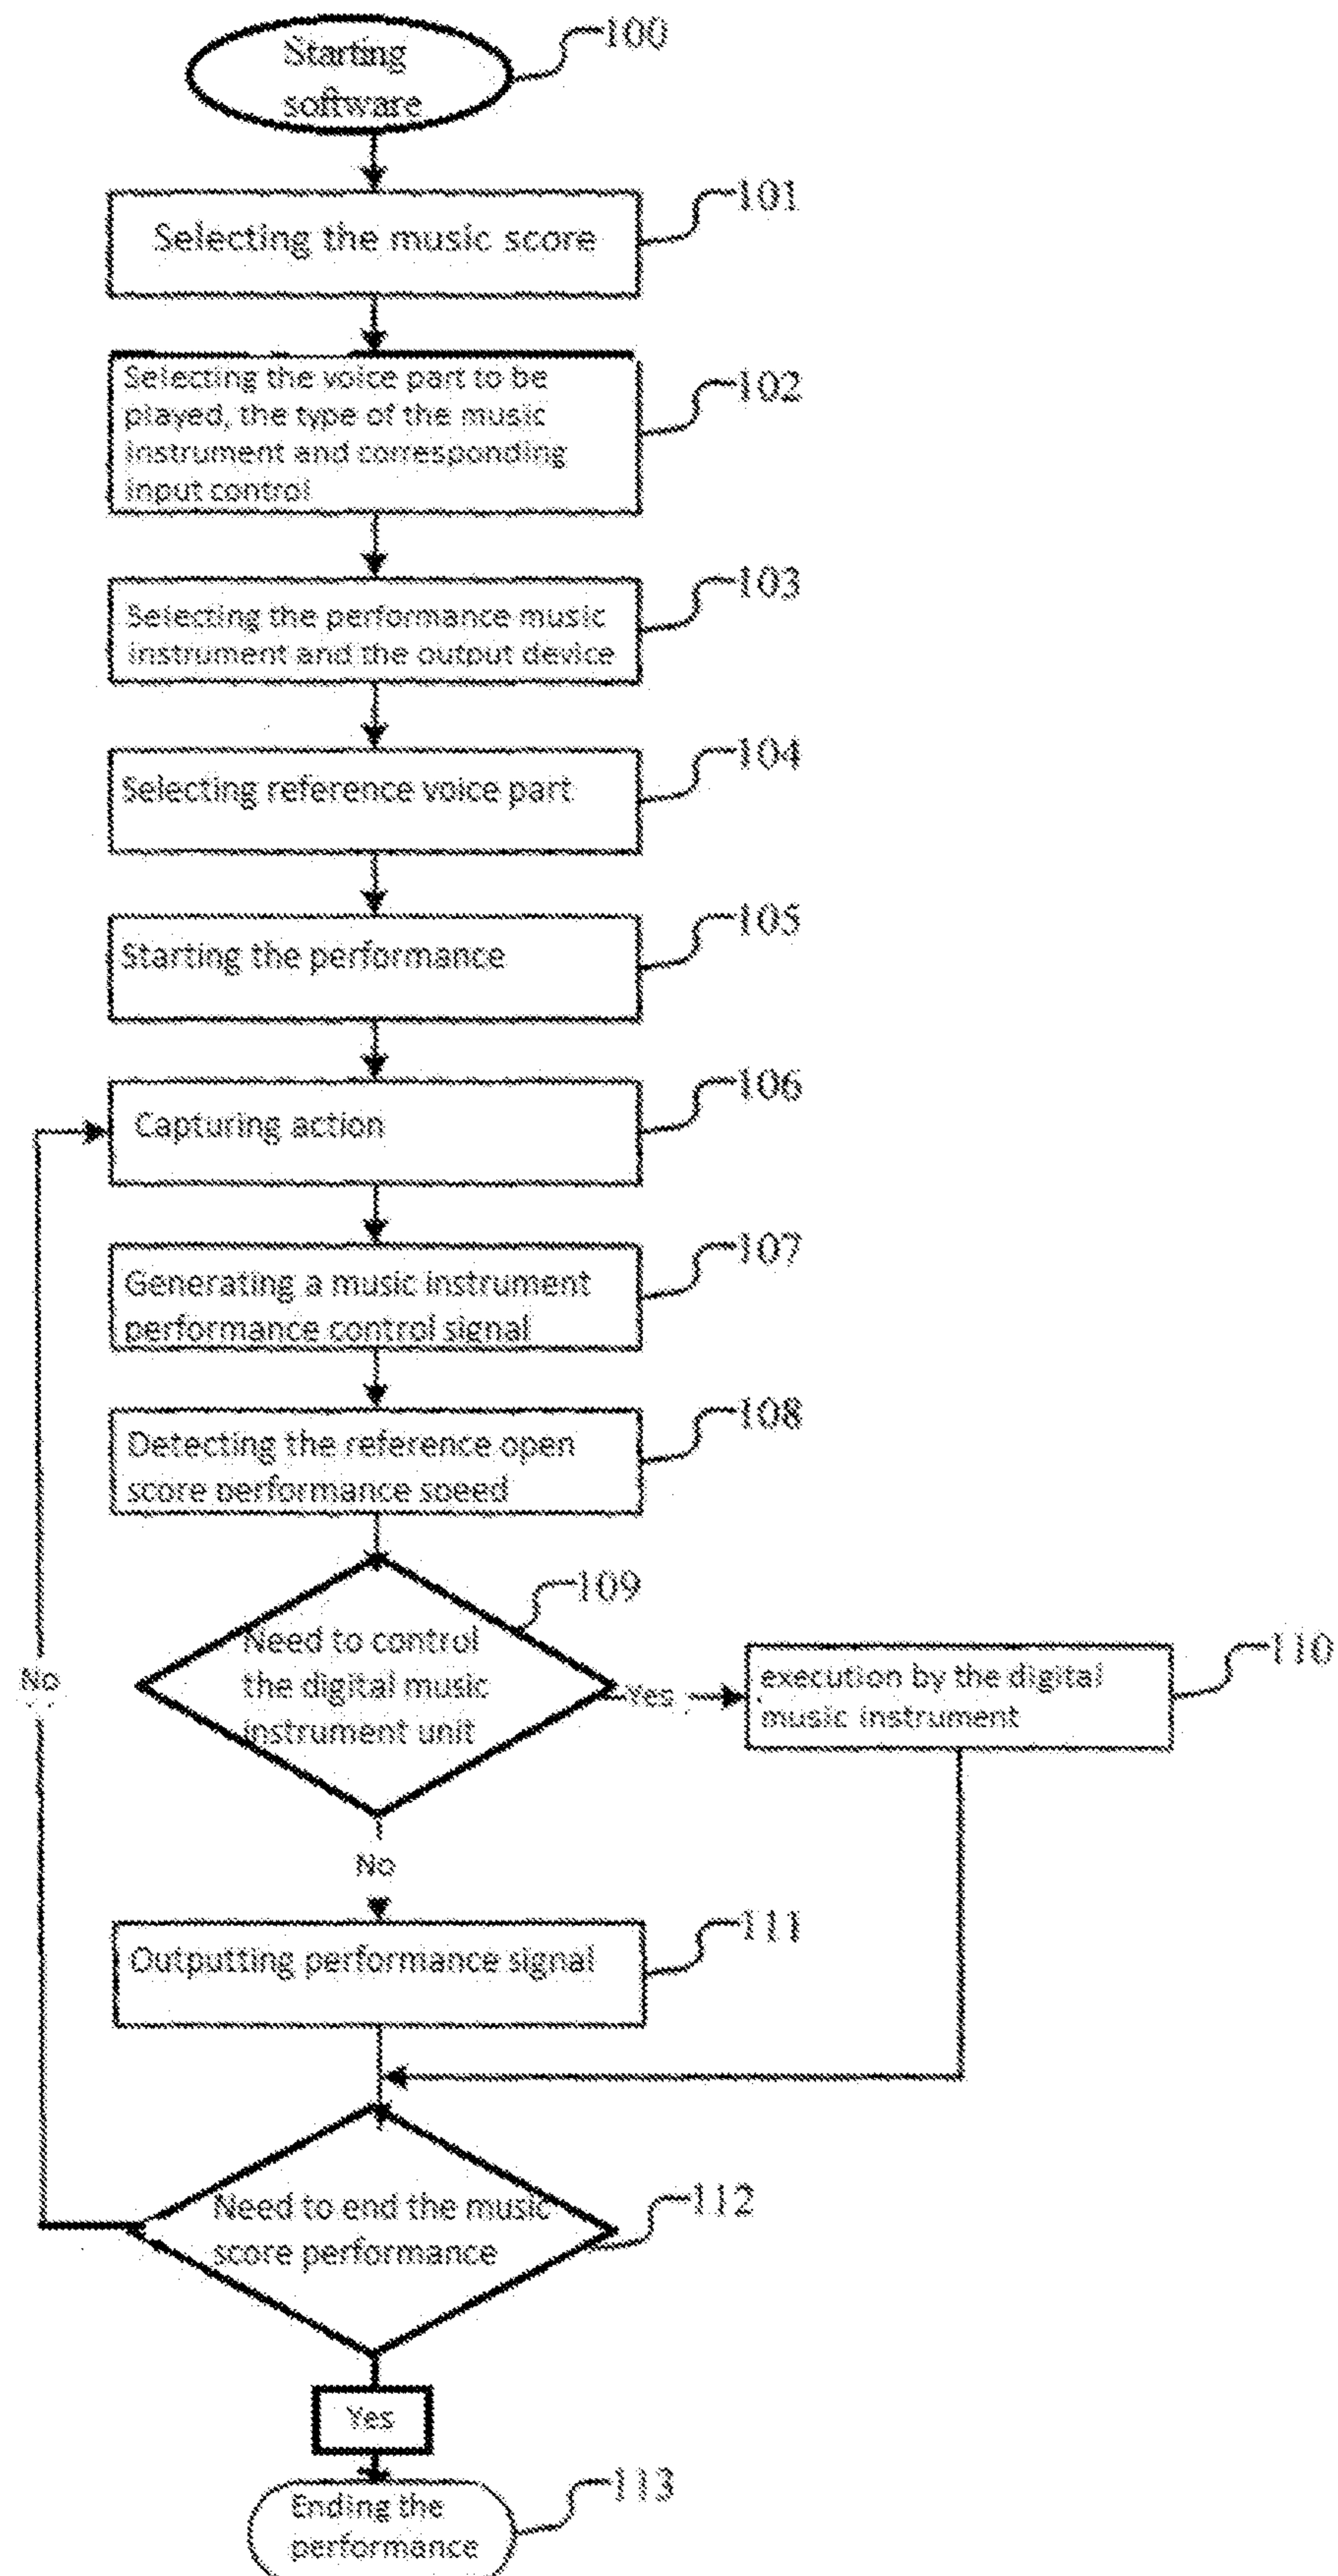 Starting
software
100
Selecting the music score
101
Selecting the voice part to be
played, the type of the music
instrument and corresponding
input control
102
Selecting the performance music
instrument and the output device
103
Selecting reference voice part
104
Starting the performance
105
Capturing action
106
Generating a music instrument
performance control signal
107
Detecting the reference open
score performance speed
108
Need to control
the digital music
instrument unit
109
Yes
execution by the digital
music instrument
110
No
No
Outputting performance signal
111
Need to end the music
score performance
112
Yes
Ending the
performance
113